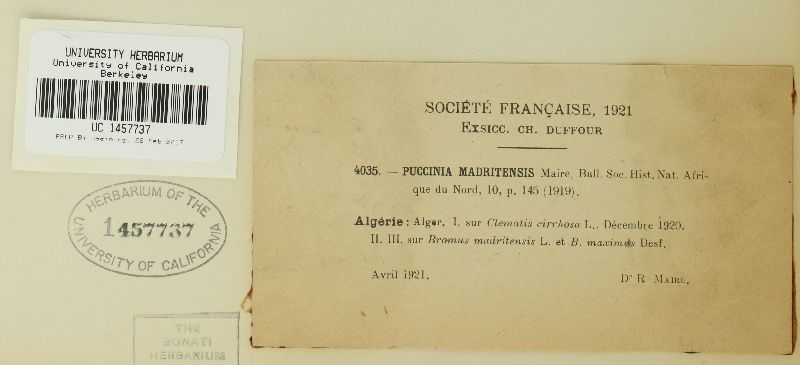 UNIVERSITY HERBARIUM
University of California
Berkeley
UC 1457737
HERBARIUM OF THE
1457737
UNIVERSITY OF CALIFORNIA
THE
BONATI
HERBARIUM
SOCIÉTÉ FRANÇAISE, 1921
EXSICC. CH. DUFFOUR
4035. — PUCCINIA MADRITENSIS Maire, Bull. Soc. Hist. Nat. Afri-
que du Nord, 10, p. 145 (1919).
Algérie: Alger. I. sur Clematis cirrhosa L., Décembre 1920.
II. III. sur Bromus madritensis L. et B. maximus Desf.
Avril 1921. Dr R. MAIRE.